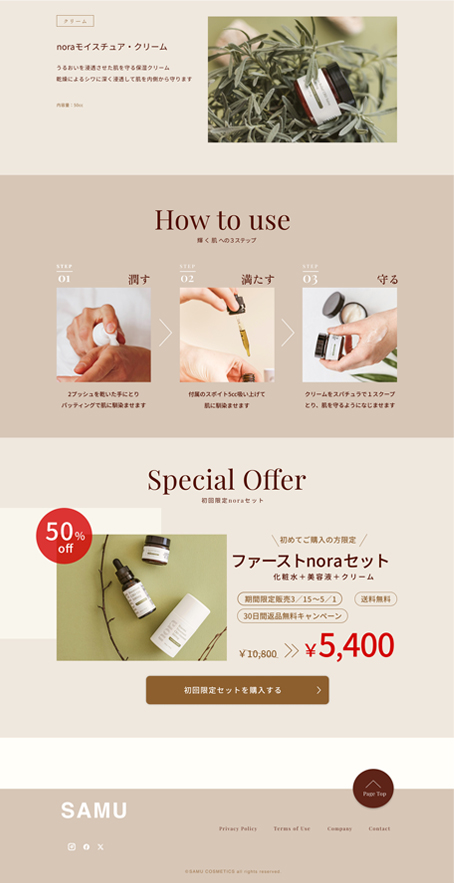 クリーム
noraモイスチュア・クリーム
うるおいを浸透させた肌を守る保湿クリーム
乾燥によるシワに深く浸透して肌を内側から守ります
内容量：50cc
How to use
輝く肌への3ステップ
STEP
01
潤す
2プッシュを乾いた手にとり
パッティングで肌に馴染ませます
STEP
02
満たす
付属のスポイト5cc吸い上げて
肌に馴染ませます
STEP
03
守る
クリームをスパチュラで１スクープ
とり、肌を守るようになじませます
Special Offer
初回限定noraセット
50%
off
nora
初めてご購入の方限定
ファーストnoraセット
化粧水＋美容液＋クリーム
期間限定販売3／15〜5／1
送料無料
30日間返品無料キャンペーン
￥10,800
￥5,400
初回限定セットを購入する
Page Top
SAMU
Privacy Policy
Terms of Use
Company
Contact
©SAMU COSMETICS all rights reserved.